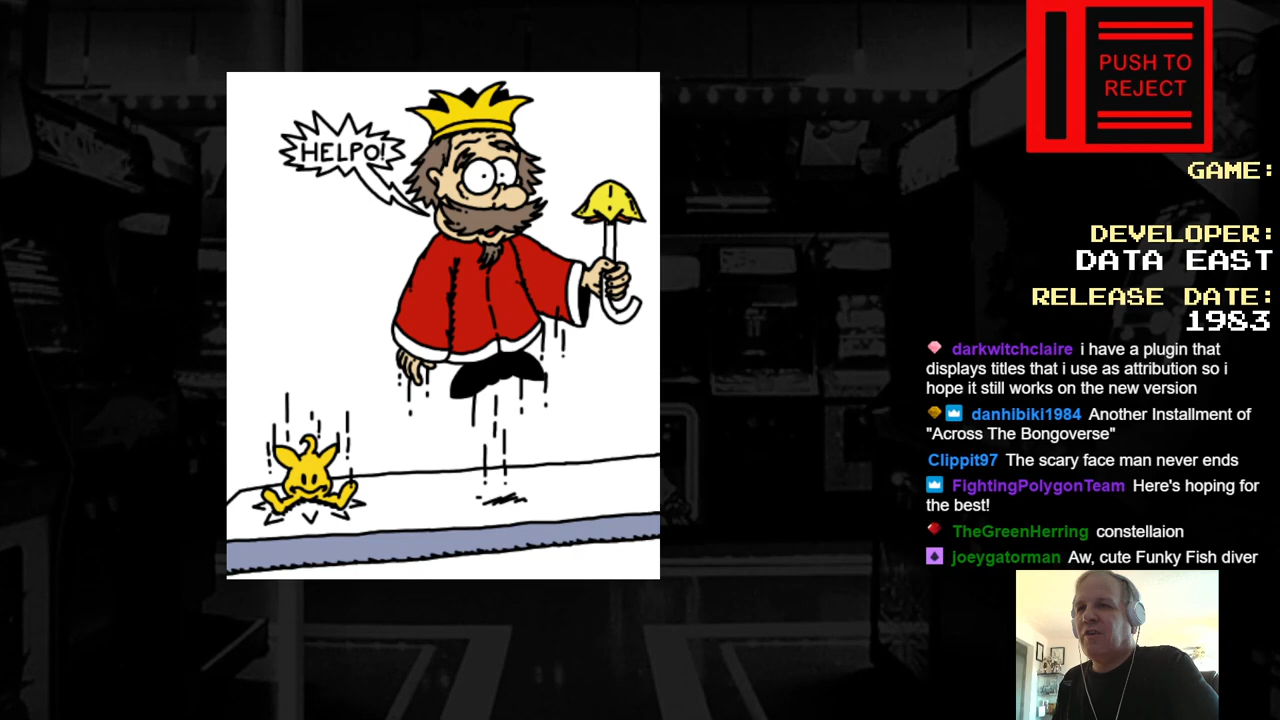 HELPO!
PUSH TO
REJECT
GAME:
DEVELOPER:
DATA EAST
RELEASE DATE:
1983
darkwitchclaire i have a plugin that
displays titles that i use as attribution so i
hope it still works on the new version
danhibiki1984 Another Installment of
"Across The Bongoverse"
Clippit97 The scary face man never ends
FightingPolygonTeam Here's hoping for
the best!
TheGreenHerring constellaion
joeygatorman Aw, cute Funky Fish diver